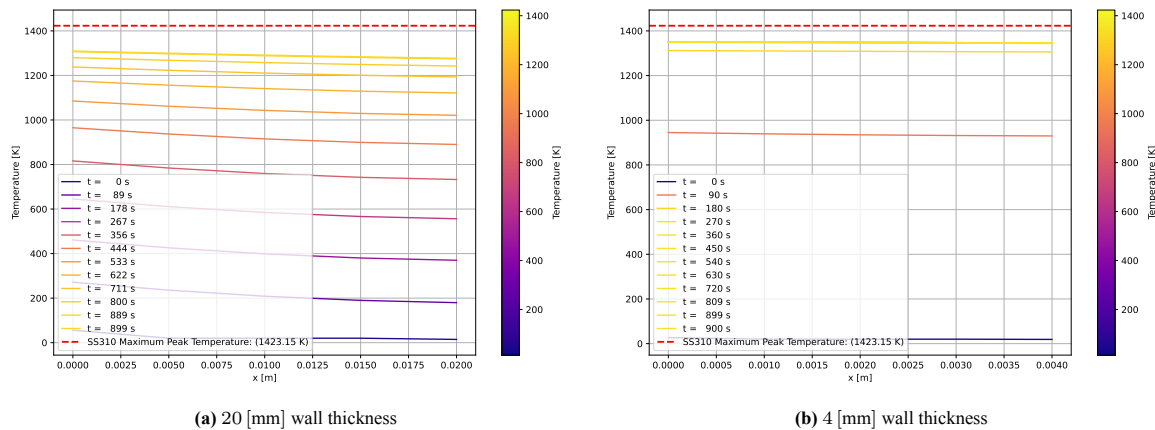 1400
1200
1000
800
600
400
200
0
Temperature [K]
t = 0 s
t = 89 s
t = 178 s
t = 267 s
t = 356 s
t = 444 s
t = 533 s
t = 622 s
t = 711 s
t = 800 s
t = 889 s
t = 899 s
SS310 Maximum Peak Temperature: (1423.15 K)
0.0000 0.0025 0.0050 0.0075 0.0100 0.0125 0.0150 0.0175 0.0200
x [m]
1400
1200
1000
800
600
400
200
Temperature [K]
(a) 20 [mm] wall thickness
1400
1200
1000
800
600
400
200
0
Temperature [K]
t = 0 s
t = 90 s
t = 180 s
t = 270 s
t = 360 s
t = 450 s
t = 540 s
t = 630 s
t = 720 s
t = 809 s
t = 899 s
t = 900 s
SS310 Maximum Peak Temperature: (1423.15 K)
0.0000 0.0005 0.0010 0.0015 0.0020 0.0025 0.0030 0.0035 0.0040
x [m]
1400
1200
1000
800
600
400
200
Temperature [K]
(b) 4 [mm] wall thickness